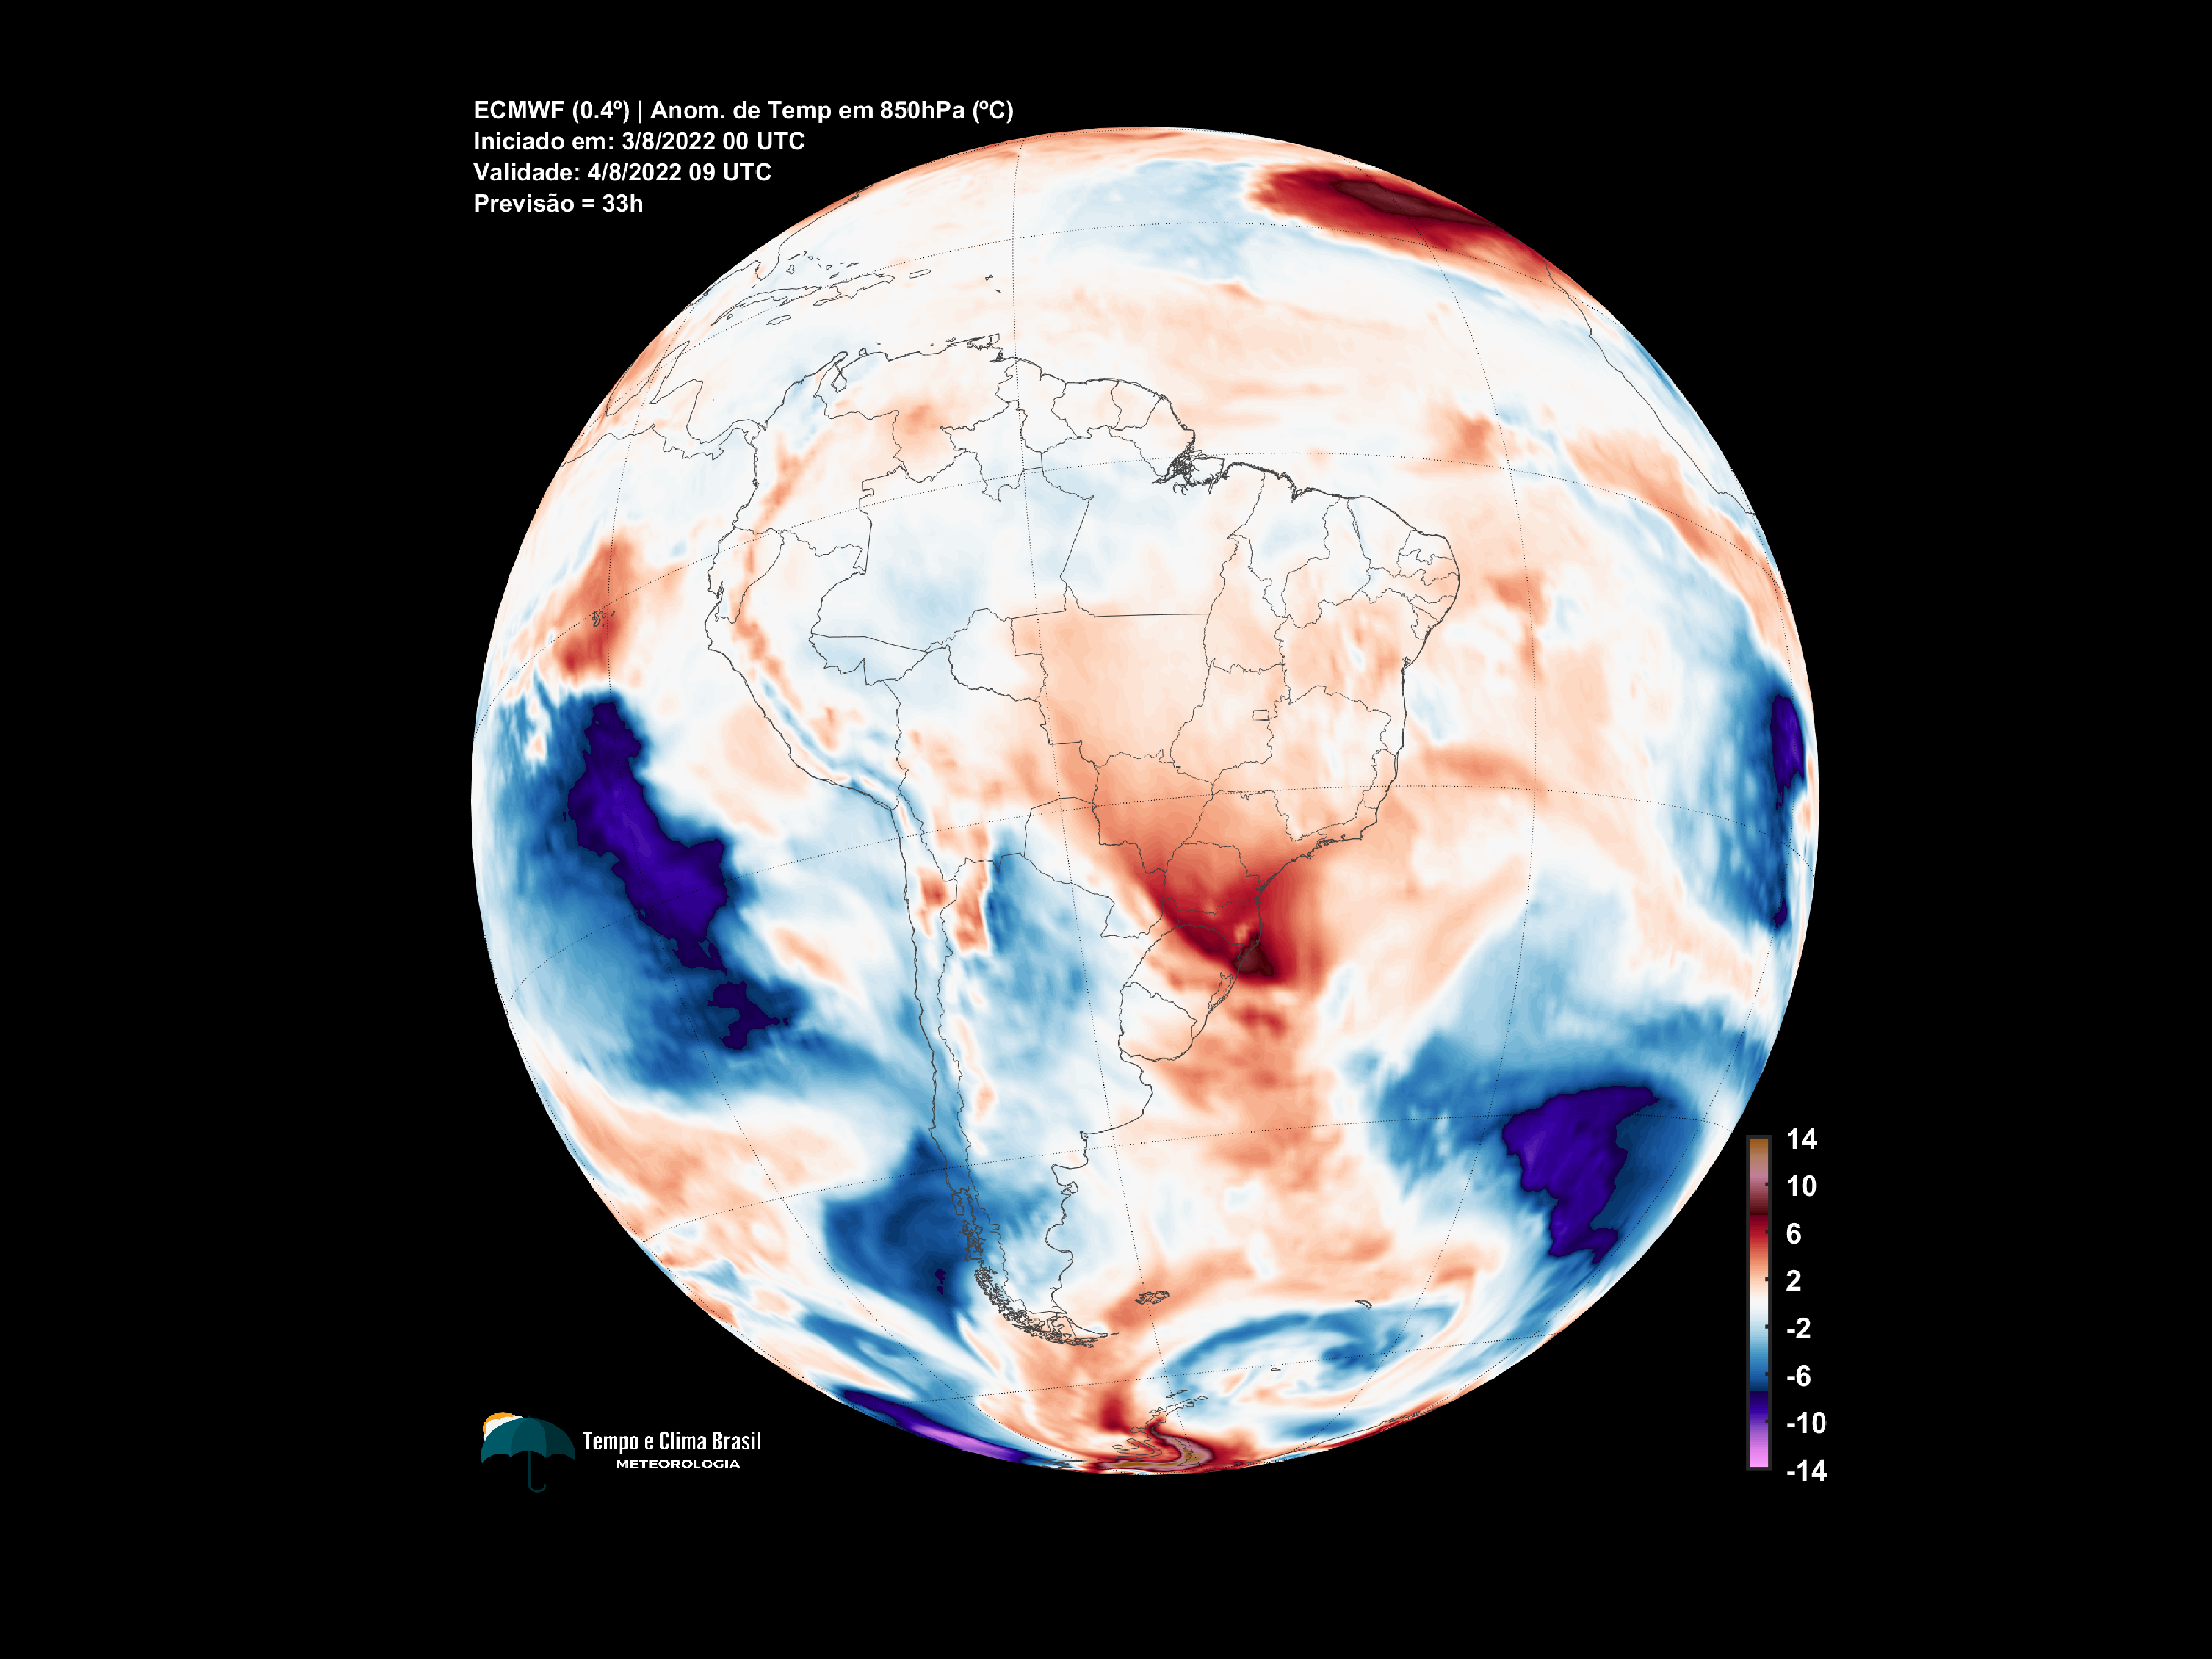 ECMWF (0.4º) | Anom. de Temp em 850hPa (ºC)
Iniciado em: 3/8/2022 00 UTC
Validade: 4/8/2022 09 UTC
Previsão = 33h
14
10
6
2
-2
-6
-10
-14
Tempo e Clima Brasil
METEOROLOGIA